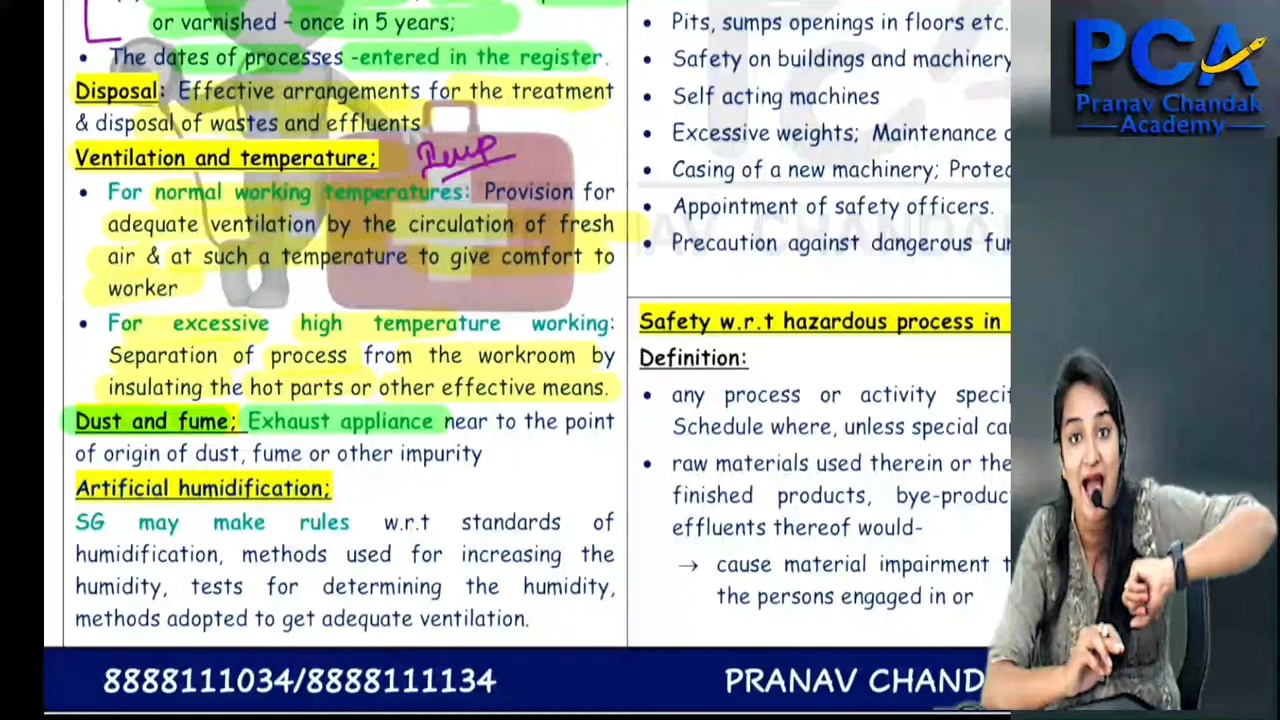 or varnished - once in 5 years;
• The dates of processes -entered in the register.
Disposal: Effective arrangements for the treatment
& disposal of wastes and effluents
Ventilation and temperature;
• For normal working temperatures: Provision for
adequate ventilation by the circulation of fresh
air & at such a temperature to give comfort to
worker
• For excessive high temperature working:
Separation of process from the workroom by
insulating the hot parts or other effective means.
Dust and fume; Exhaust appliance near to the point
of origin of dust, fume or other impurity
Artificial humidification;
SG may make rules w.r.t standards of
humidification, methods used for increasing the
humidity, tests for determining the humidity,
methods adopted to get adequate ventilation.
• Pits, sumps openings in floors etc.
• Safety on buildings and machinery
• Self acting machines
• Excessive weights; Maintenance
• Casing of a new machinery;
• Appointment of safety officers.
• Precaution against dangerous
Safety w.r.t hazardous process in
Definition:
• any process or activity
Schedule where, unless special
• raw materials used therein or
finished products,
effluents thereof would-
→ cause material impairment
the persons engaged in or
8888111034/8888111134
PRANAV
PCA
Pranav Chandak
Academy